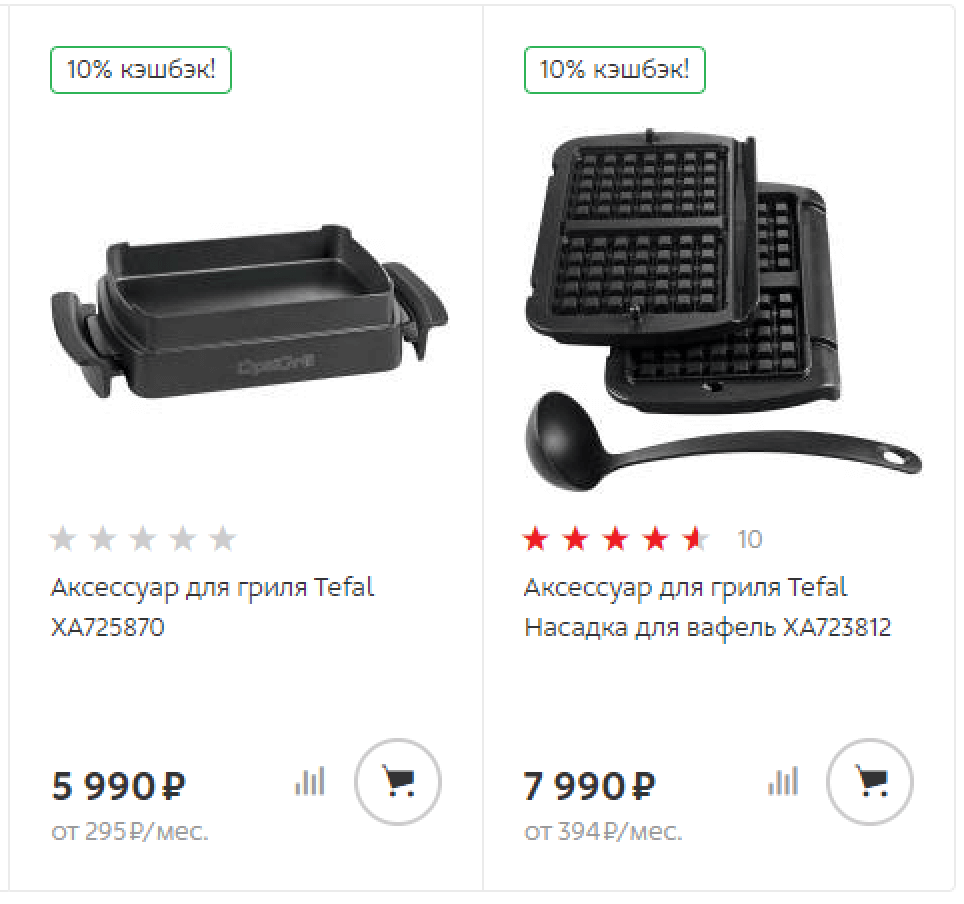 10% кэшбэк!
OptiGrill
Аксессуар для гриля Tefal
XA725870
5 990 ₽
от 295 ₽/мес.
10% кэшбэк!
10
Аксессуар для гриля Tefal
Насадка для вафель XA723812
7 990 ₽
от 394 ₽/мес.